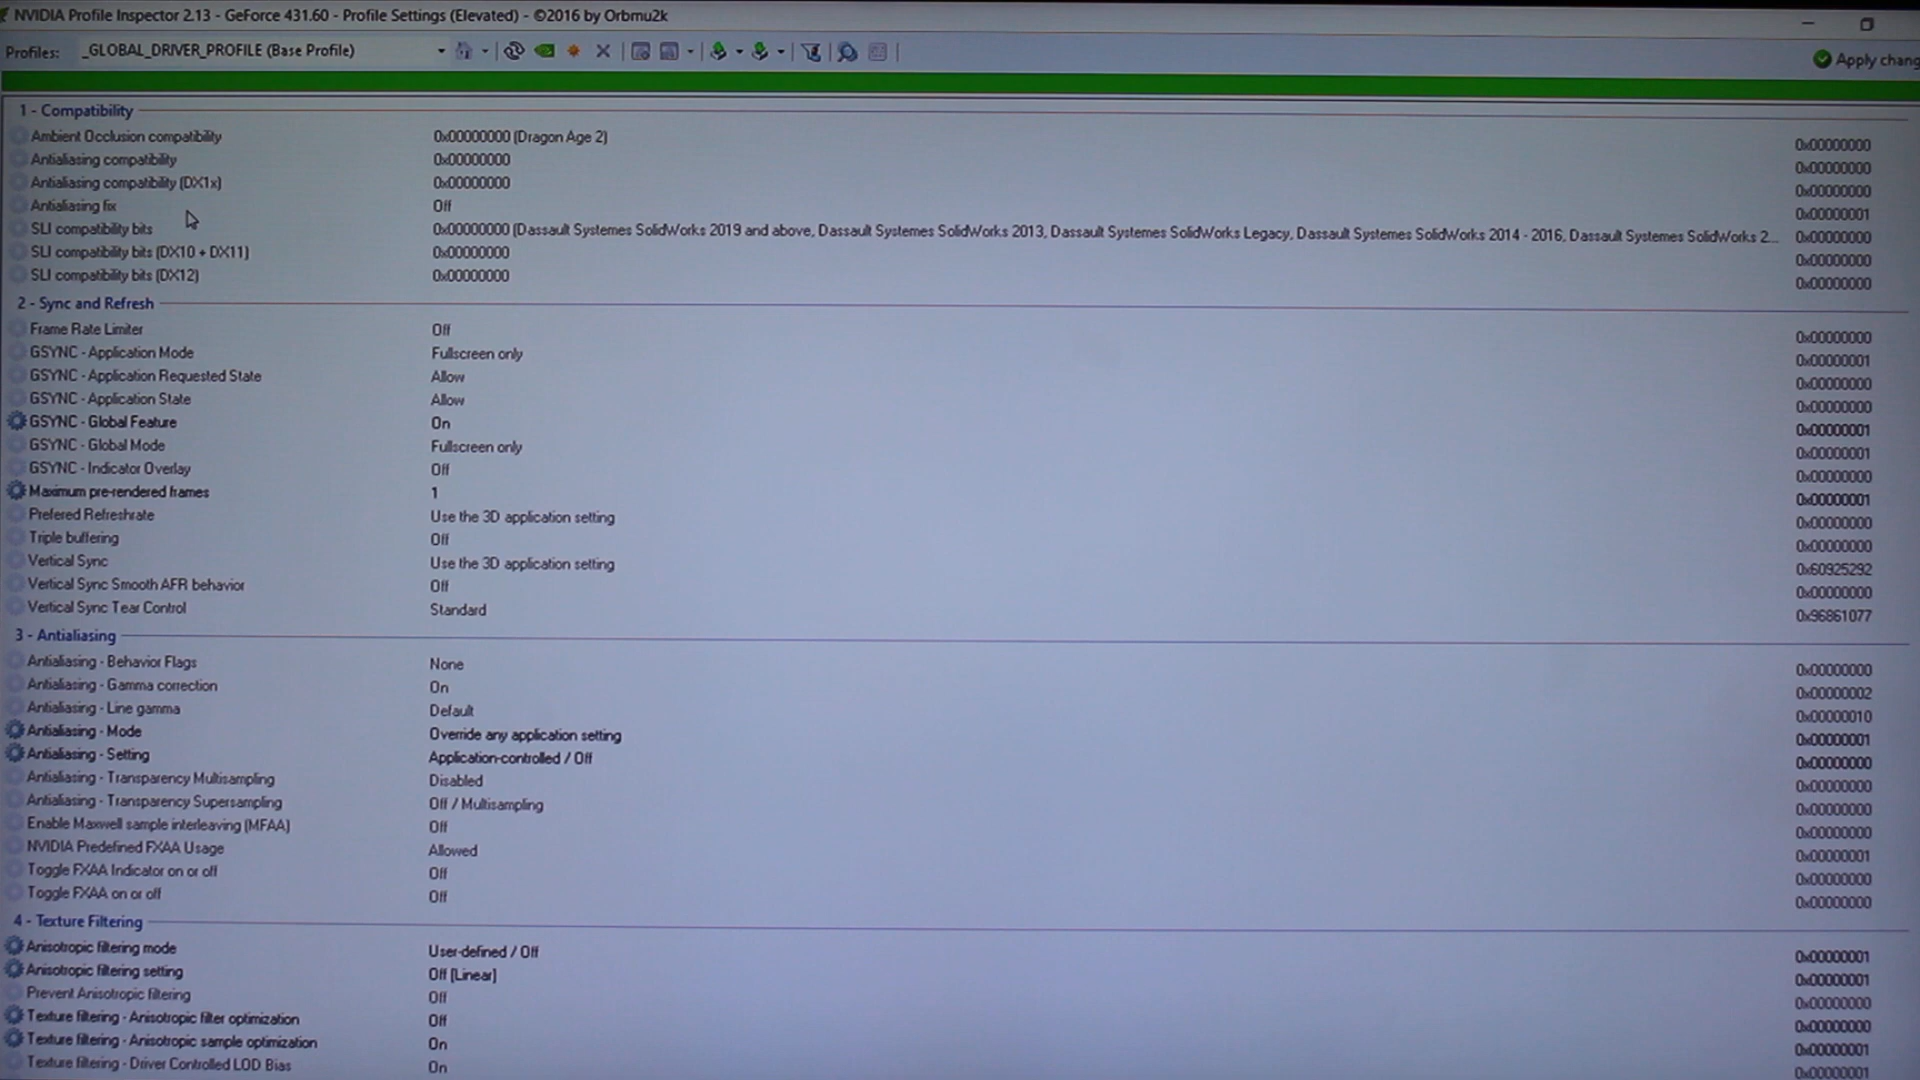 NVIDIA Profile Inspector 2.13 - GeForce 431.60 - Profile Settings (Elevated) - ©2016 by Orbmu2k
Profiles: _GLOBAL_DRIVER_PROFILE (Base Profile) Apply chang
1 - Compatibility
Ambient Occlusion compatibility 0x00000000 (Dragon Age 2) 0x00000000
Antialiasing compatibility 0x00000000 0x00000000
Antialiasing compatibility (DX1x) 0x00000000 0x00000000
Antialiasing fix Off 0x00000001
SLI compatibility bits 0x00000000 (Dassault Systemes SolidWorks 2019 and above, Dassault Systemes SolidWorks 2013, Dassault Systemes SolidWorks Legacy, Dassault Systemes SolidWorks 2014 - 2016, Dassault Systemes SolidWorks 2... 0x00000000
SLI compatibility bits (DX10 + DX11) 0x00000000 0x00000000
SLI compatibility bits (DX12) 0x00000000 0x00000000
2 - Sync and Refresh
Frame Rate Limiter Off 0x00000000
GSYNC - Application Mode Fullscreen only 0x00000001
GSYNC - Application Requested State Allow 0x00000000
GSYNC - Application State Allow 0x00000000
GSYNC - Global Feature On 0x00000001
GSYNC - Global Mode Fullscreen only 0x00000001
GSYNC - Indicator Overlay Off 0x00000000
Maximum pre-rendered frames 1 0x00000001
Prefered Refreshrate Use the 3D application setting 0x00000000
Triple buffering Off 0x00000000
Vertical Sync Use the 3D application setting 0x60925292
Vertical Sync Smooth AFR behavior Off 0x00000000
Vertical Sync Tear Control Standard 0x96861077
3 - Antialiasing
Antialiasing - Behavior Flags None 0x00000000
Antialiasing - Gamma correction On 0x00000002
Antialiasing - Line gamma Default 0x00000010
Antialiasing - Mode Override any application setting 0x00000001
Antialiasing - Setting Application-controlled / Off 0x00000000
Antialiasing - Transparency Multisampling Disabled 0x00000000
Antialiasing - Transparency Supersampling Off / Multisampling 0x00000000
Enable Maxwell sample interleaving (MFAA) Off 0x00000000
NVIDIA Predefined FXAA Usage Allowed 0x00000001
Toggle FXAA Indicator on or off Off 0x00000000
Toggle FXAA on or off Off 0x00000000
4 - Texture Filtering
Anisotropic filtering mode User-defined / Off 0x00000001
Anisotropic filtering setting Off [Linear] 0x00000001
Prevent Anisotropic filtering Off 0x00000000
Texture filtering - Anisotropic filter optimization Off 0x00000000
Texture filtering - Anisotropic sample optimization On 0x00000001
Texture filtering - Driver Controlled LOD Bias On 0x00000001